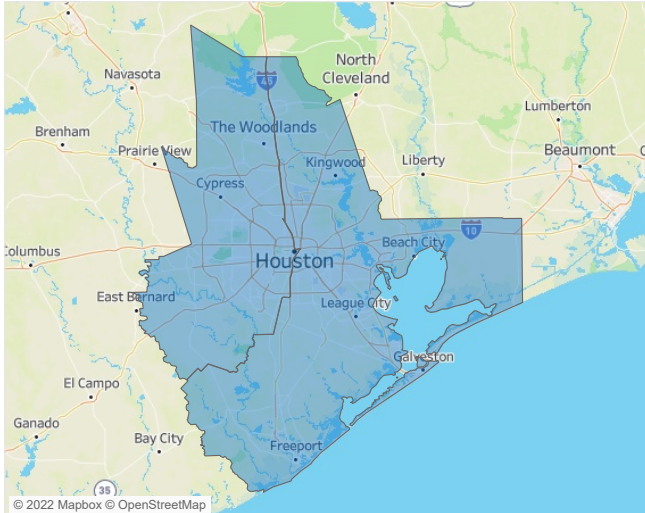 North
Cleveland
Navasota
45
Lumberton
Brenham
The Woodlands
Beaumont
Prairie View
Kingwood
Liberty
Cypress
10
Columbus
Beach City
Houston
East Bernard
League City
Galveston
El Campo
Ganado
Bay City
Freeport
35
© 2022 Mapbox © OpenStreetMap